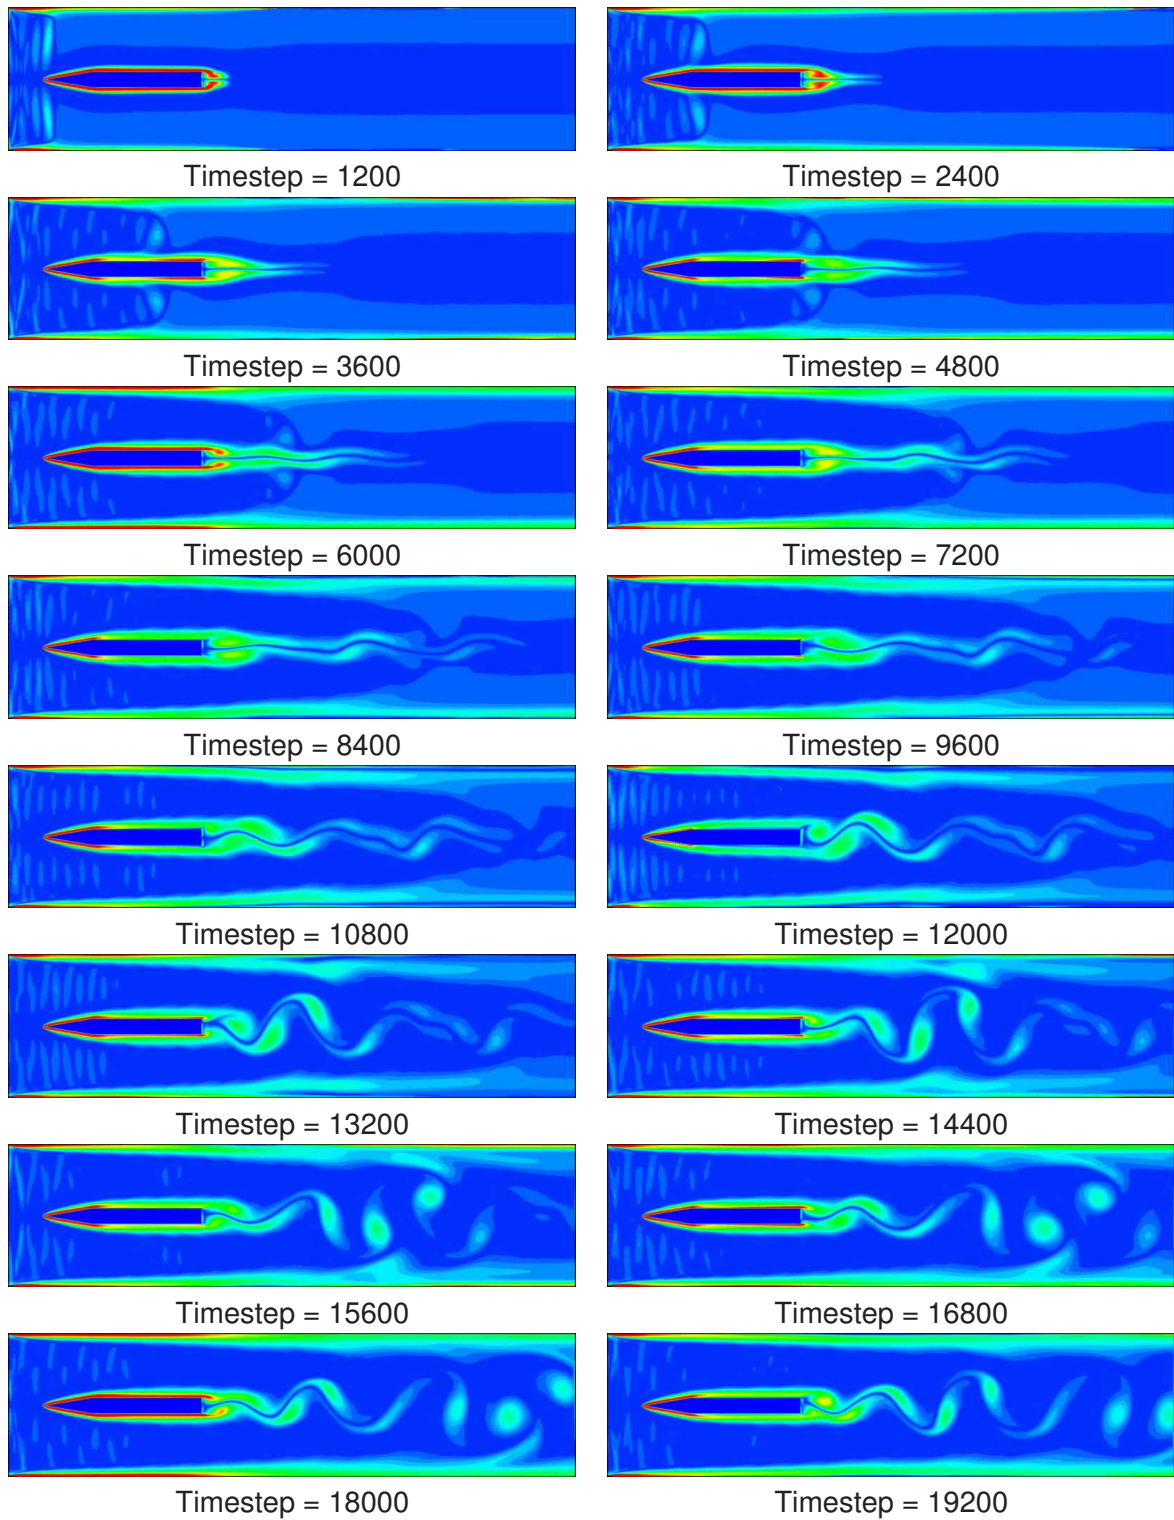 Timestep = 1200
Timestep = 2400
Timestep = 3600
Timestep = 4800
Timestep = 6000
Timestep = 7200
Timestep = 8400
Timestep = 9600
Timestep = 10800
Timestep = 12000
Timestep = 13200
Timestep = 14400
Timestep = 15600
Timestep = 16800
Timestep = 18000
Timestep = 19200